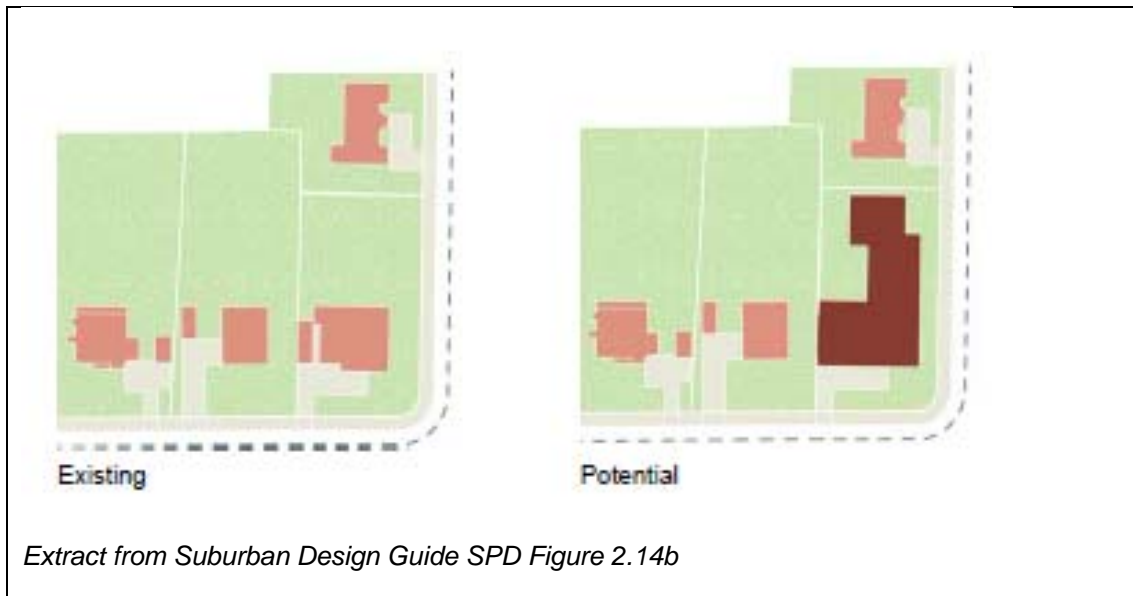 Existing
Potential
Extract from Suburban Design Guide SPD Figure 2.14b